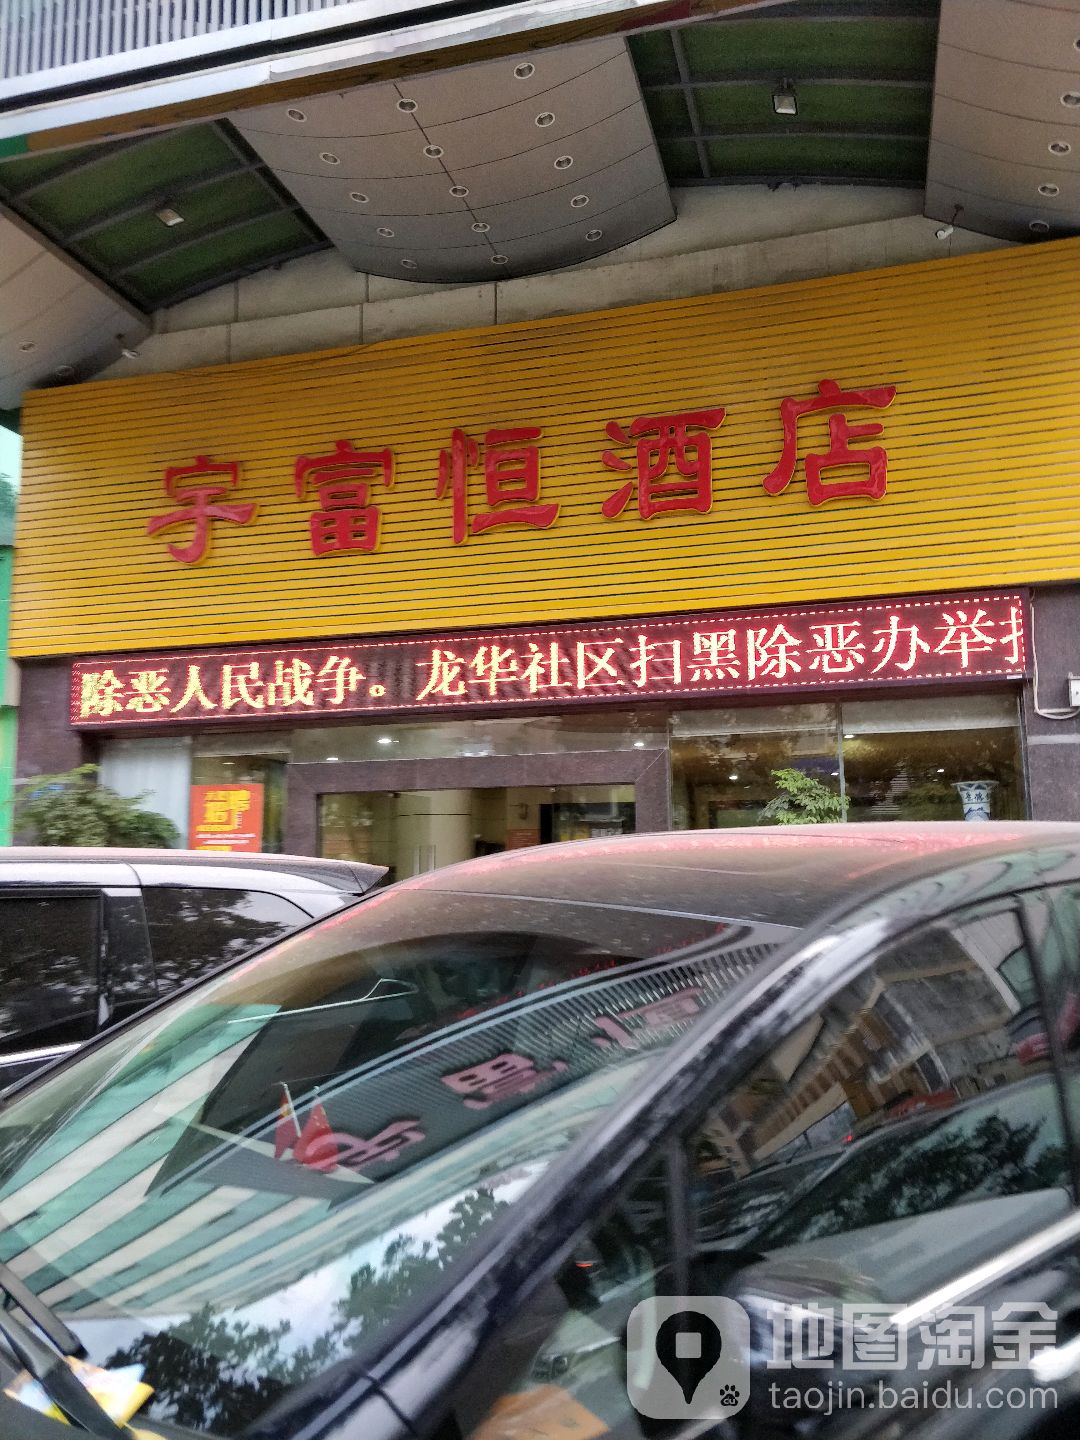 宇富恒酒店
除恶人民战争。龙华社区扫黑除恶办举
地图淘金
taojin.baidu.com